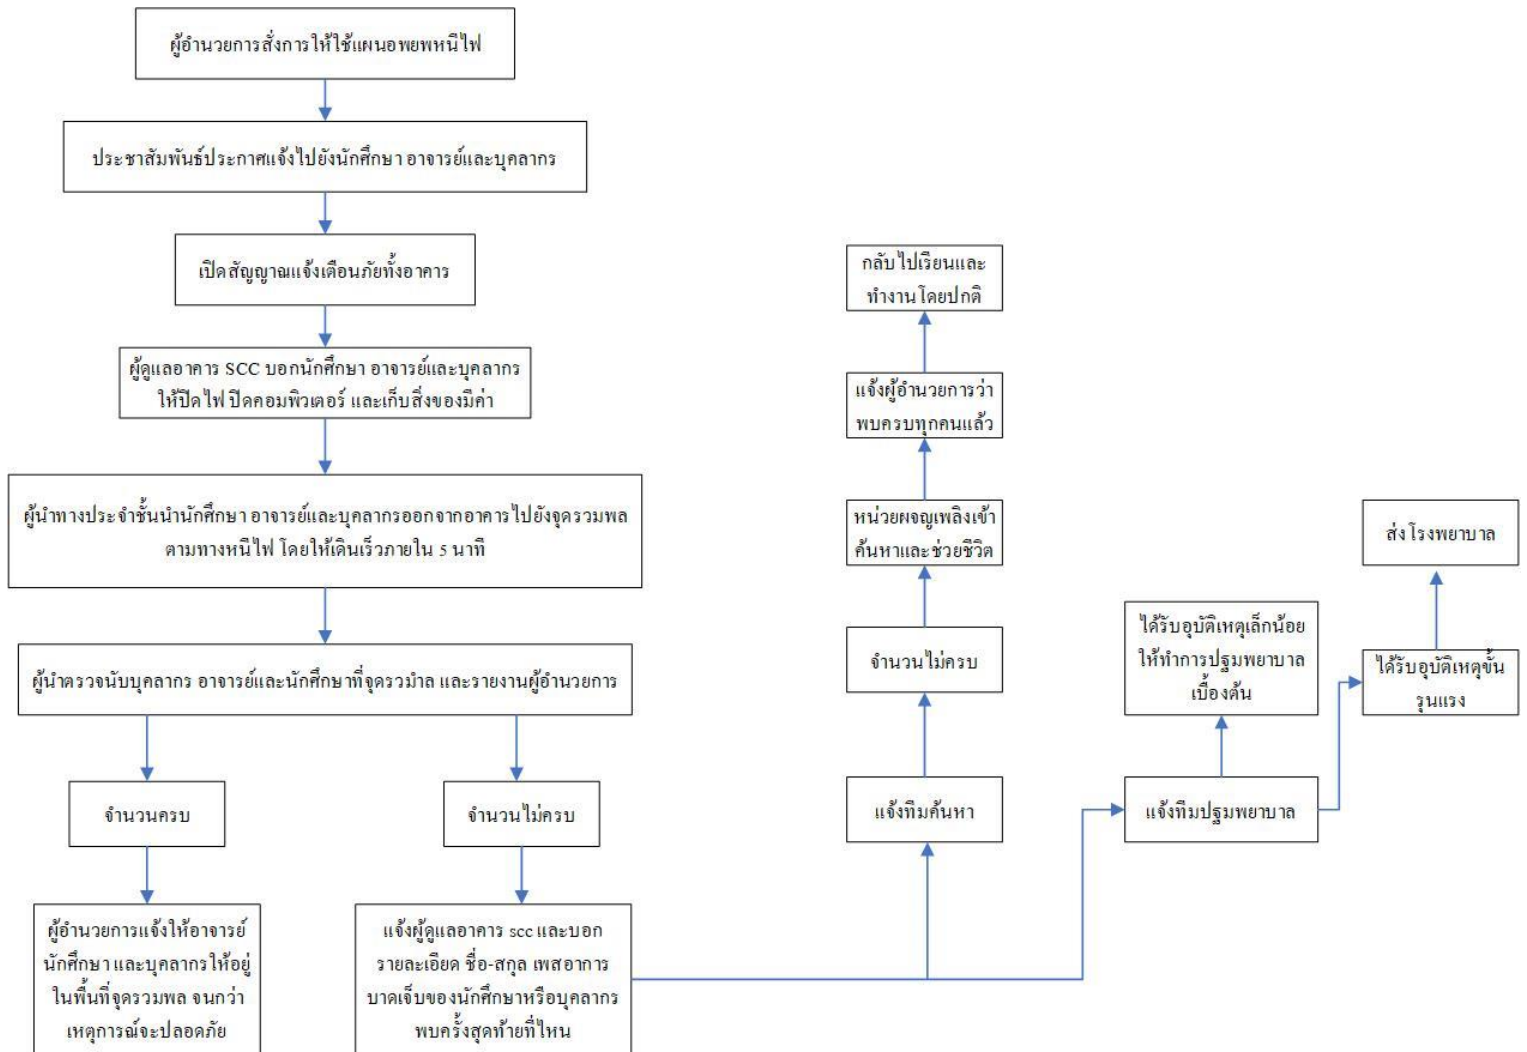 ผู้อำนวยการสั่งการให้ใช้แผนอพยพหนีไฟ
ประชาสัมพันธ์ประกาศแจ้งไปยังนักศึกษา อาจารย์และบุคลากร
เปิดสัญญาณแจ้งเตือนภัยทั้งอาคาร
ผู้ดูแลอาคาร SCC บอกนักศึกษา อาจารย์และบุคลากร
ให้ปิดไฟ ปิดคอมพิวเตอร์ และเก็บสิ่งของมีค่า
ผู้นำทางประจำชั้นนำนักศึกษา อาจารย์และบุคลากรออกจากอาคารไปยังจุดรวมพล
ตามทางหนีไฟ โดยให้เดินเร็วภายใน 5 นาที
ผู้นำตรวจนับบุคลากร อาจารย์และนักศึกษาที่จุดรวมำล และรายงานผู้อำนวยการ
จำนวนครบ
จำนวนไม่ครบ
ผู้อำนวยการแจ้งให้อาจารย์
นักศึกษา และบุคลากรให้อยู่
ในพื้นที่จุดรวมพล จนกว่า
เหตุการณ์จะปลอดภัย
แจ้งผู้ดูแลอาคาร scc และบอก
รายละเอียด ชื่อ-สกุล เพสอาการ
บาดเจ็บของนักศึกษาหรือบุคลากร
พบครั้งสุดท้ายที่ไหน
กลับไปเรียนและ
ทำงานโดยปกติ
แจ้งผู้อำนวยการว่า
พบครบทุกคนแล้ว
หน่วยผจญเพลิงเข้า
ค้นหาและช่วยชีวิต
จำนวนไม่ครบ
แจ้งทีมค้นหา
ได้รับอุบัติเหตุเล็กน้อย
ให้ทำการปฐมพยาบาล
เบื้องต้น
แจ้งทีมปฐมพยาบาล
ส่งโรงพยาบาล
ได้รับอุบัติเหตุขั้น
รุนแรง